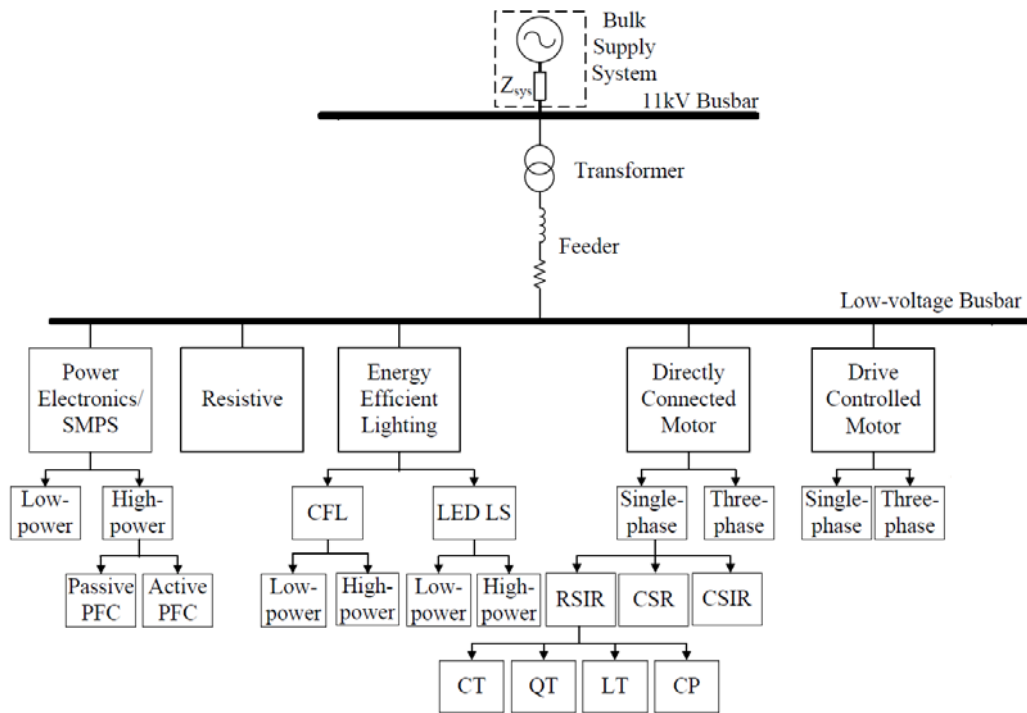 Bulk
Supply
System
Zsys
11kV Busbar
Transformer
Feeder
Low-voltage Busbar
Power
Electronics/
SMPS
Resistive
Energy
Efficient
Lighting
Directly
Connected
Motor
Drive
Controlled
Motor
Low-
power
High-
power
CFL
LED LS
Single-
phase
Three-
phase
Single-
phase
Three-
phase
Passive
PFC
Active
PFC
Low-
power
High-
power
Low-
power
High-
power
RSIR
CSR
CSIR
CT
QT
LT
CP